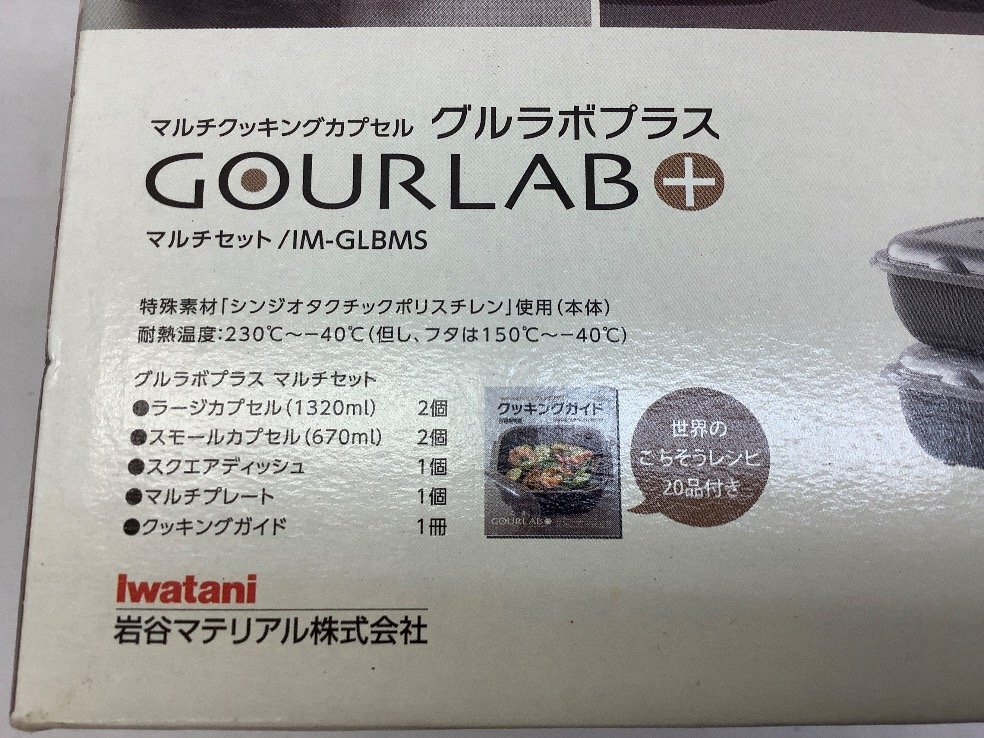 マルチクッキングカプセル グルラボプラス
GOURLAB+
マルチセット/IM-GLBMS
特殊素材「シンジオタクチックポリスチレン」使用(本体)
耐熱温度:230℃〜−40℃(但し、フタは150℃〜−40℃)
グルラボプラス マルチセット
●ラージカプセル(1320ml) 2個
●スモールカプセル(670ml) 2個
●スクエアディッシュ 1個
●マルチプレート 1個
●クッキングガイド 1冊
クッキングガイド
GOURLAB+
世界の
ごちそうレシピ
20品付き
Iwatani
岩谷マテリアル株式会社